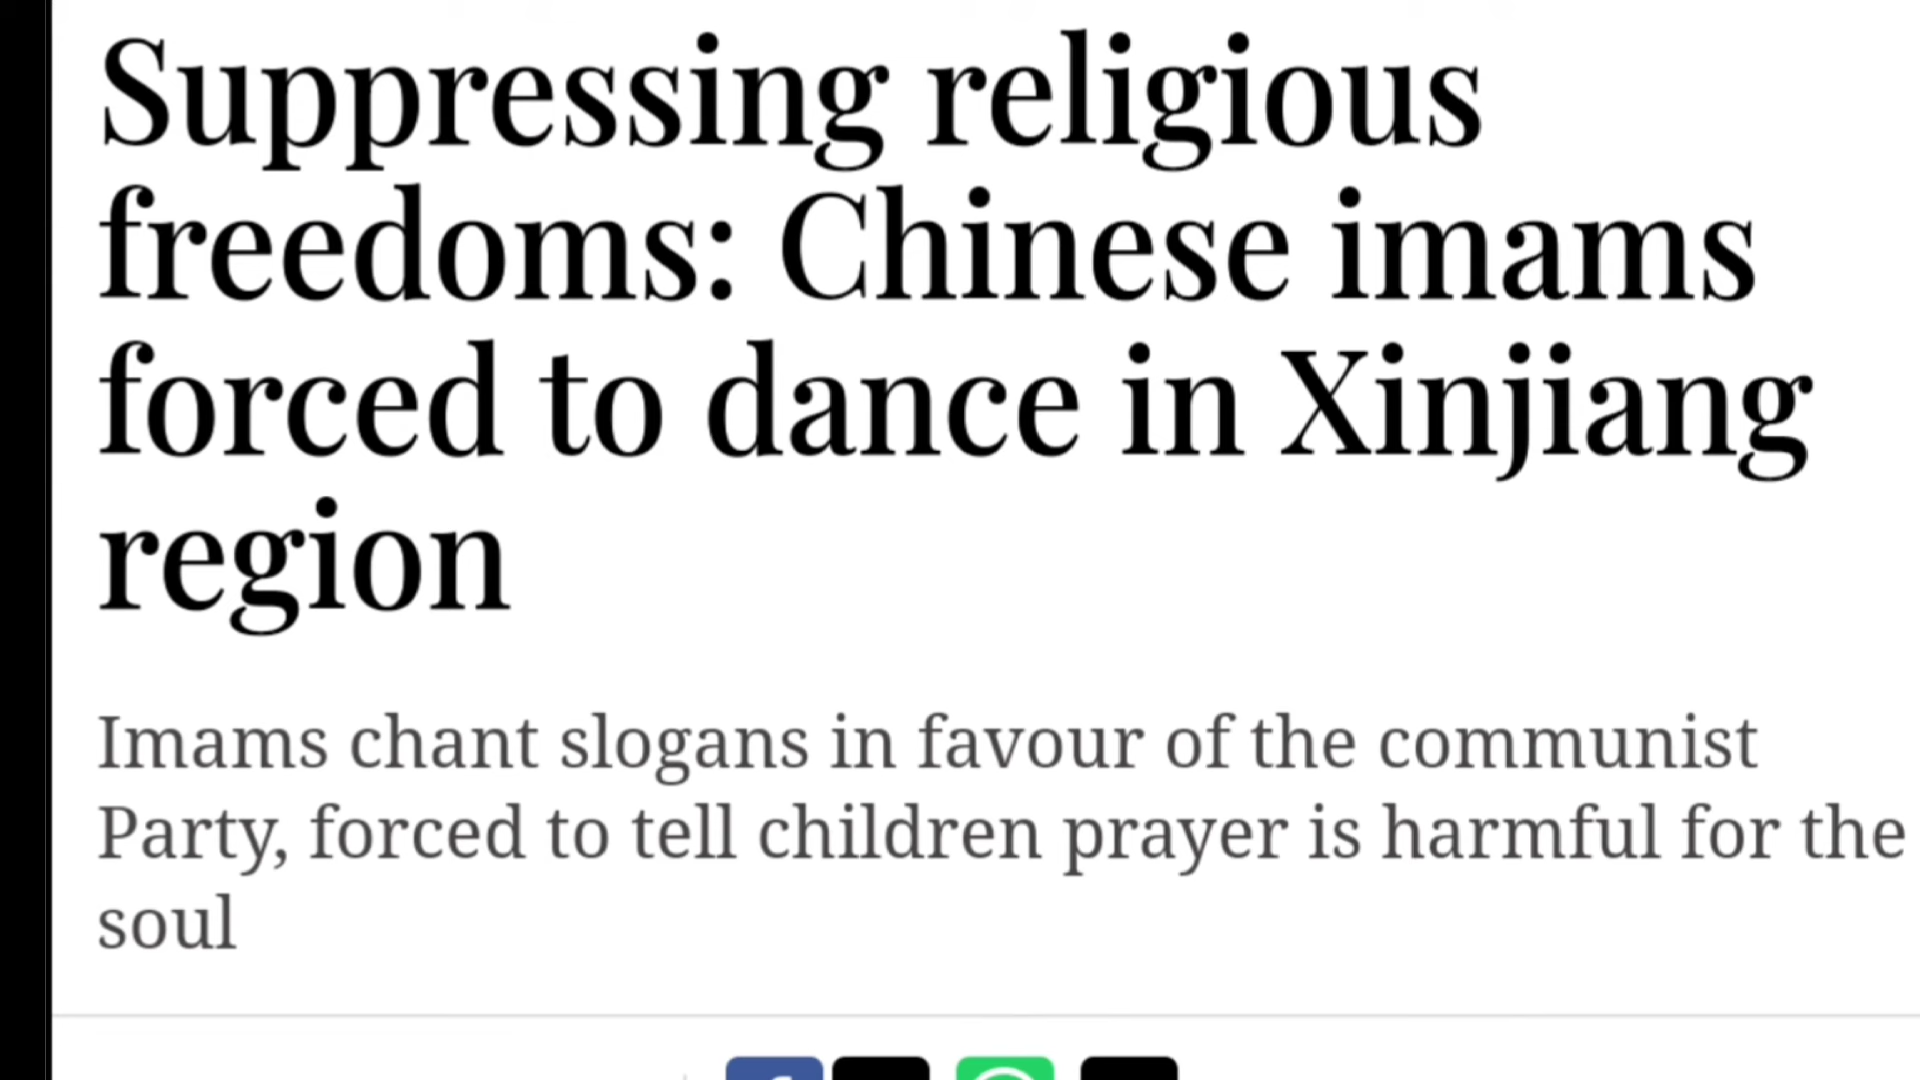 Suppressing religious
freedoms: Chinese imams
forced to dance in Xinjiang
region
Imams chant slogans in favour of the communist
Party, forced to tell children prayer is harmful for the
soul